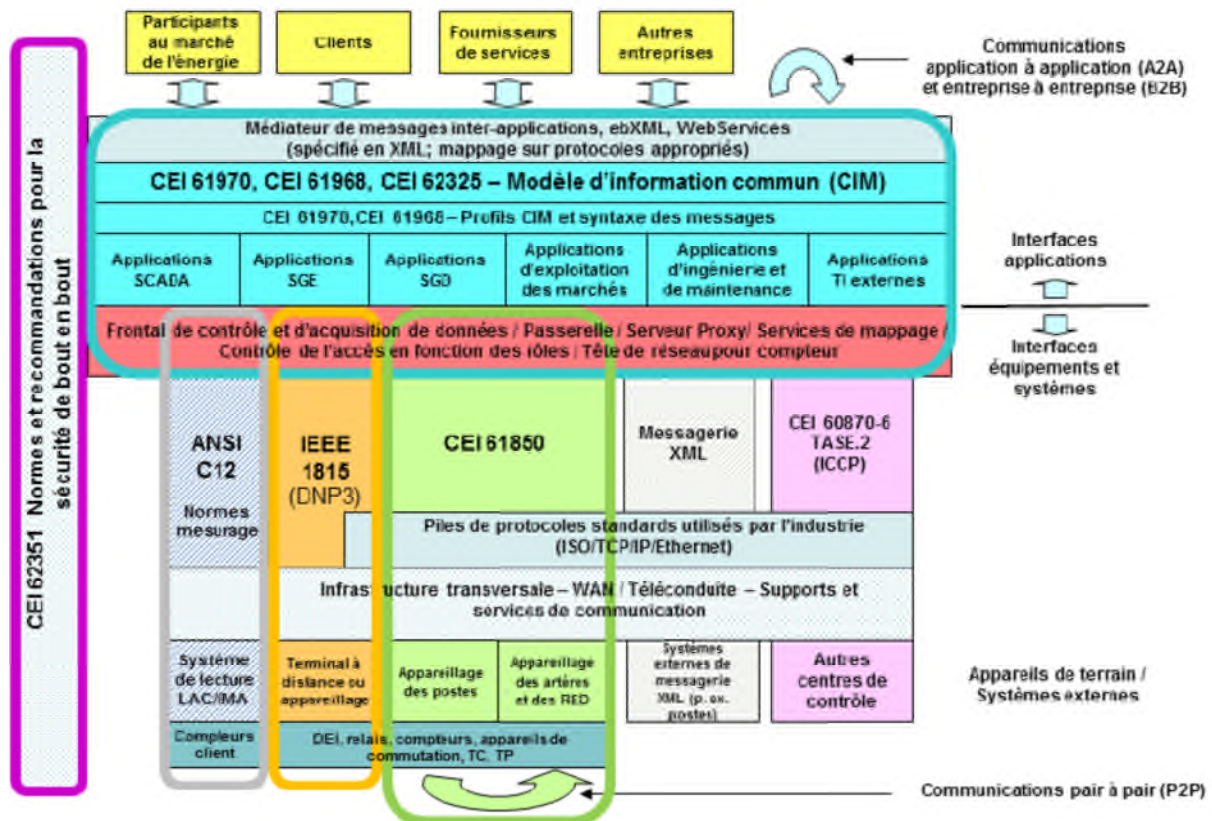 Participants
au marché
de l'énergie
Clients
Fournisseurs
de services
Autres
entreprises
Communications
application à application (A2A)
et entreprise à entreprise (B2B)
CEI 62351 Normes et recommandations pour la
sécurité de bout en bout
Médiateur de messages inter-applications, ebXML, WebServices
(spécifié en XML; mappage sur protocoles appropriés)
CEI 61970, CEI 61968, CEI 62325 – Modèle d'information commun (CIM)
CEI 61970, CEI 61968 – Profils CIM et syntaxe des messages
Applications
SCADA
Applications
SGE
Applications
SGD
Applications
d'exploitation
des marchés
Applications
d'ingénierie et
de maintenance
Applications
TI externes
Interfaces
applications
Frontal de contrôle et d'acquisition de données / Passerelle / Serveur Proxy/ Services de mappage /
Contrôle de l'accès en fonction des rôles / Tête de réseau pour compteur
Interfaces
équipements et
systèmes
ANSI
C12
Normes
mesurage
IEEE
1815
(DNP3)
CEI 61850
Messagerie
XML
CEI 60870-6
TASE.2
(ICCP)
Piles de protocoles standards utilisés par l'industrie
(ISO/TCP/IP/Ethernet)
Infrastructure transversale – WAN / Téléconduite – Supports et
services de communication
Système
de lecture
LAC/IMA
Terminal à
distance ou
appareillage
Appareillage
des postes
Appareillage
des artères
et des RED
Systèmes
externes de
messagerie
XML (p. ex.
postes)
Autres
centres de
contrôle
Appareils de terrain /
Systèmes externes
Compteurs
client
DEI, relais, compteurs, appareils de
commutation, TC, TP
Communications pair à pair (P2P)